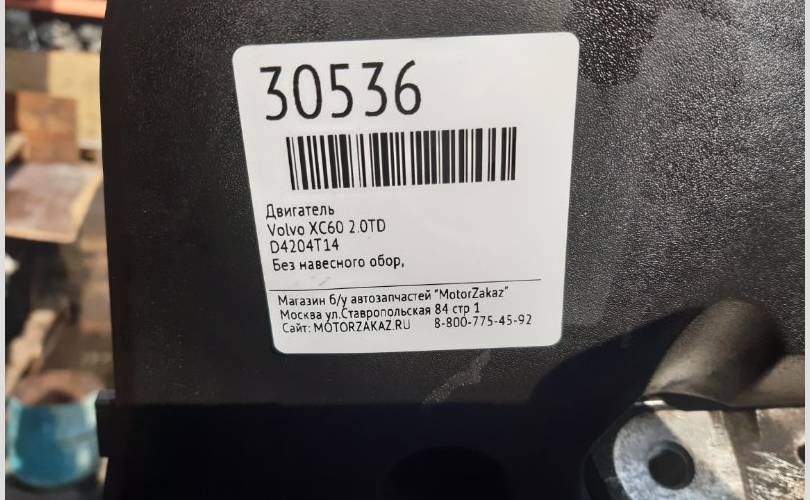 30536
Двигатель
Volvo XC60 2.0TD
D4204T14
Без навесного обор,
Магазин б/у автозапчастей "MotorZakaz"
Москва ул.Ставропольская 84 стр 1
Сайт: MOTORZAKAZ.RU 8-800-775-45-92